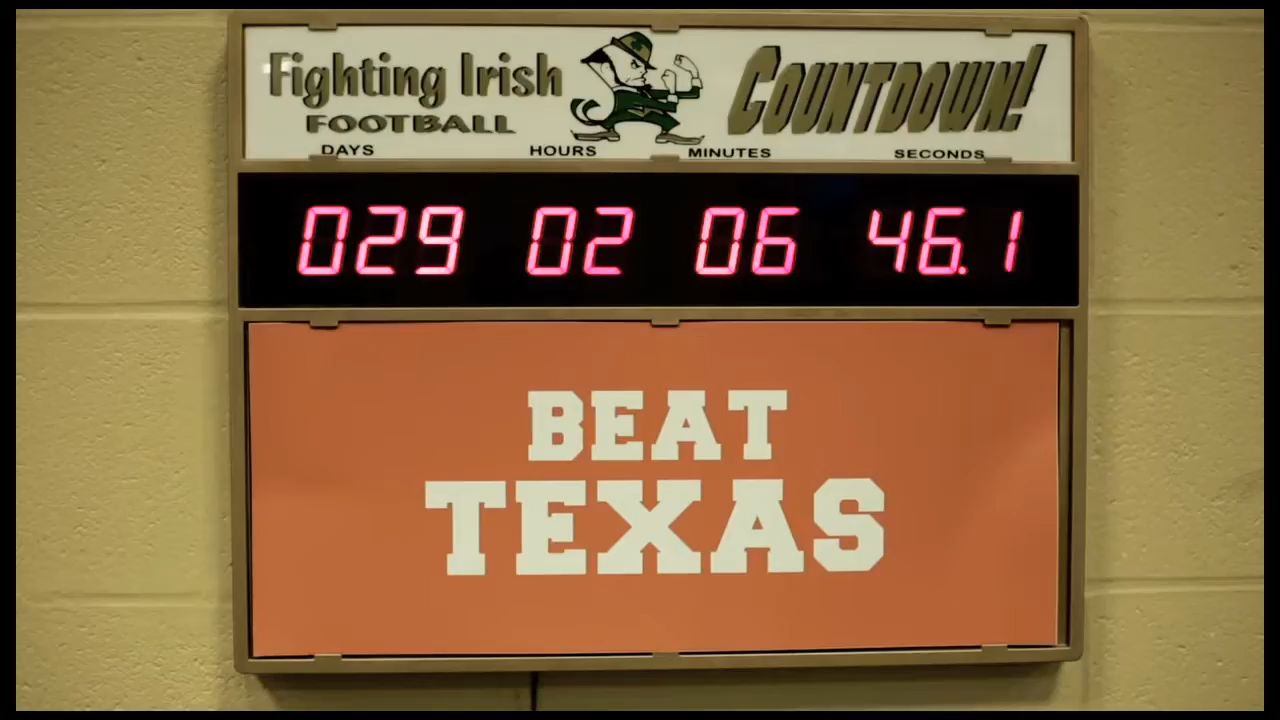 Fighting Irish COUNTDOWN!
FOOTBALL
DAYS HOURS MINUTES SECONDS
029 02 06 46.1
BEAT
TEXAS